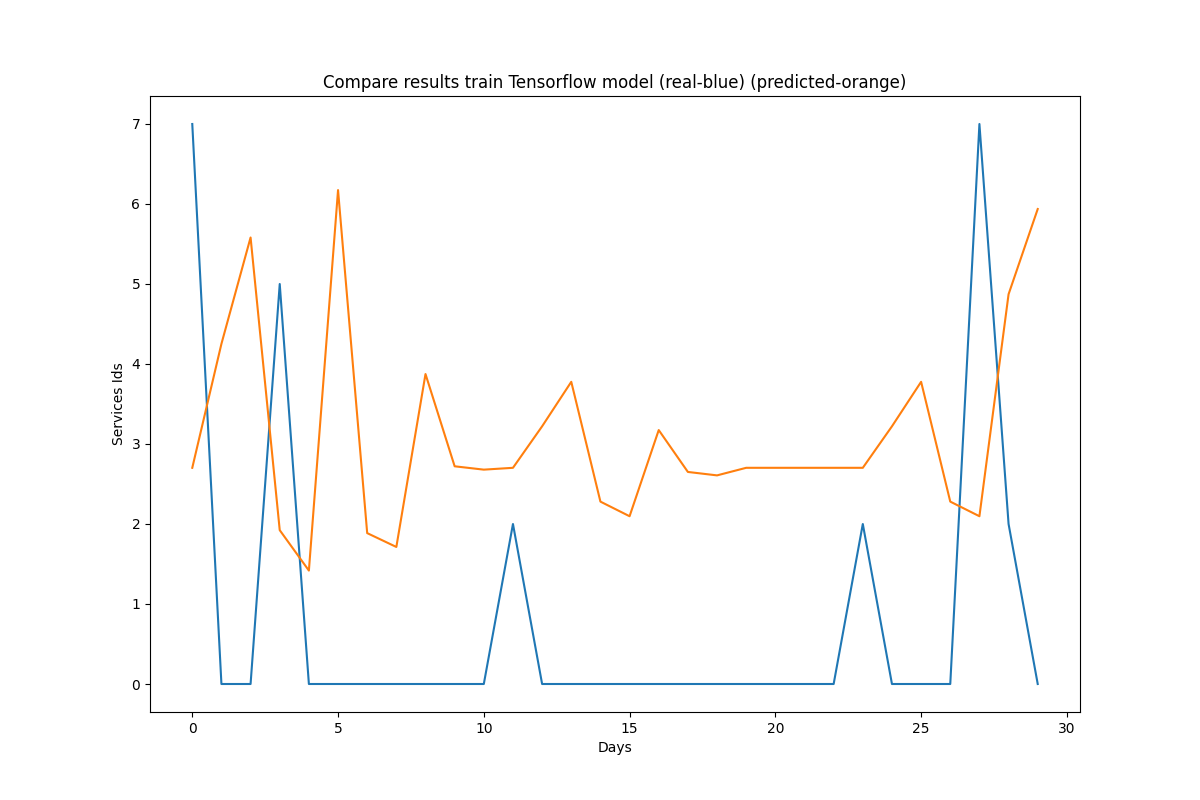 Compare results train Tensorflow model (real-blue) (predicted-orange)
7
6
5
4
3
2
1
0
Services Ids
0 5 10 15 20 25 30
Days